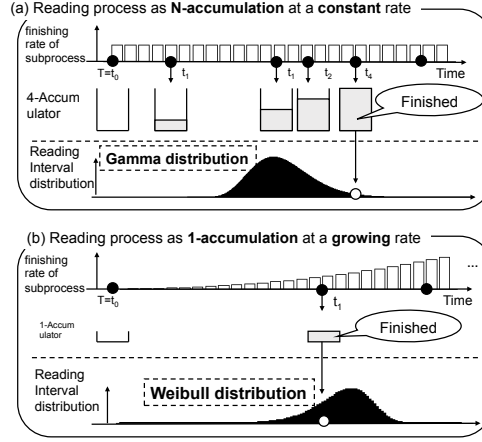 (a) Reading process as N-accumulation at a constant rate
finishing
rate of
subprocess
T=t0
t1
t1
t2
t4
Time
4-Accum
ulator
Finished
Reading
Interval
distribution
Gamma distribution
(b) Reading process as 1-accumulation at a growing rate
finishing
rate of
subprocess
...
T=t0
t1
Time
1-Accum
ulator
Finished
Reading
Interval
distribution
Weibull distribution